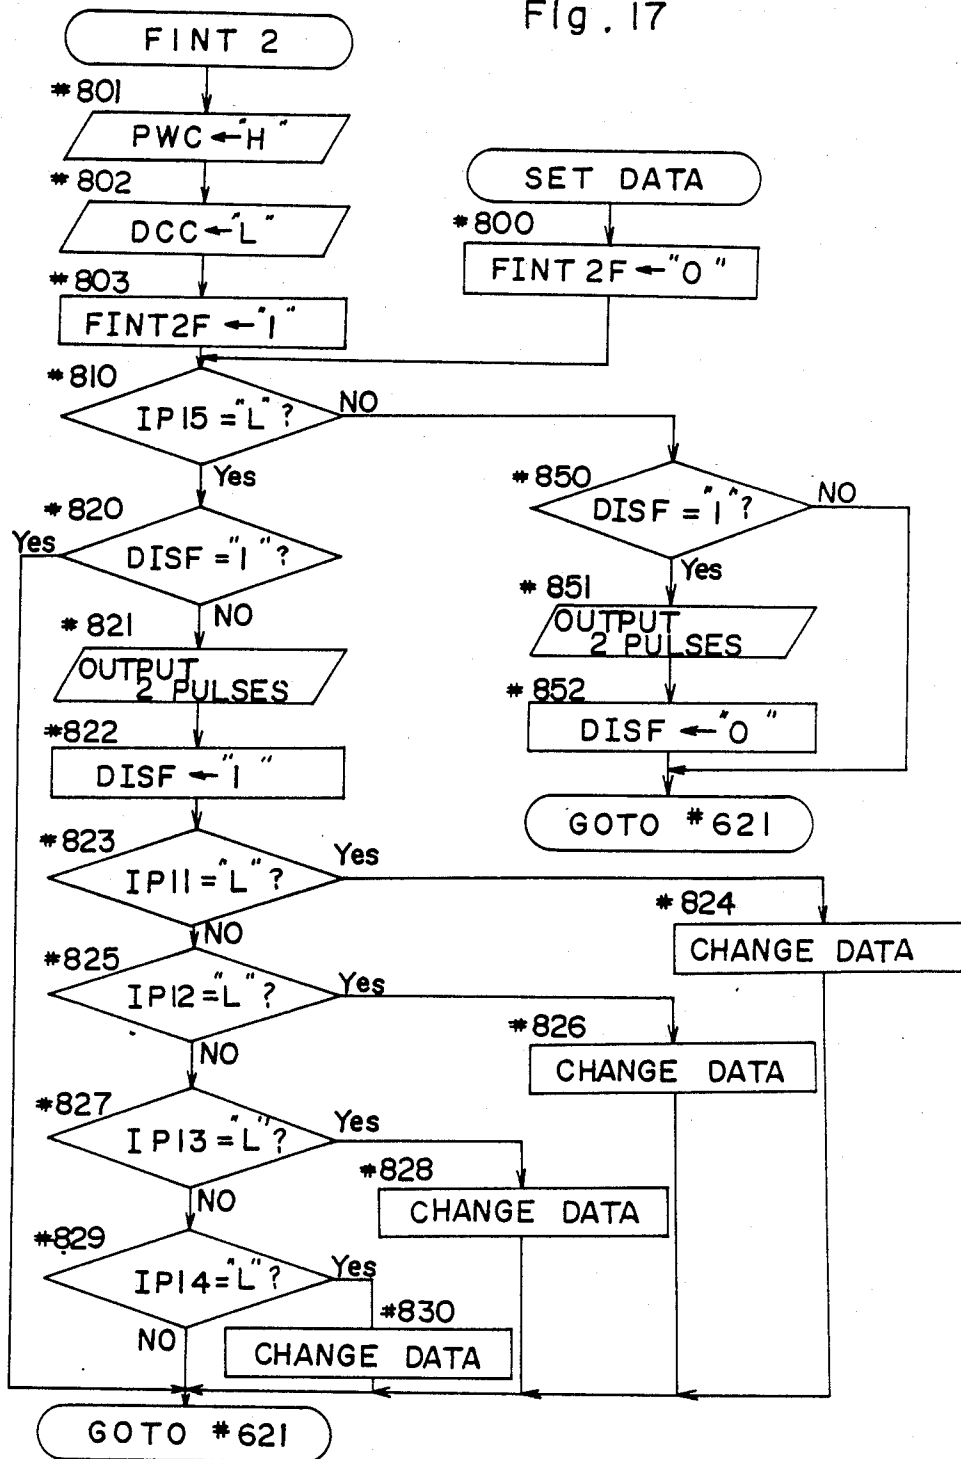 Fig. 17
FINT 2
#801
PWC ← "H"
#802
DCC ← "L"
#803
FINT2F ← "1"
SET DATA
#800
FINT 2F ← "0"
#810
IP15 = "L" ?
NO
Yes
#820
Yes
DISF = "1" ?
NO
#821
OUTPUT
2 PULSES
#822
DISF ← "1"
#850
DISF = "1" ?
NO
Yes
#851
OUTPUT
2 PULSES
#852
DISF ← "0"
GOTO #621
#823
IP11 = "L" ?
Yes
NO
#824
CHANGE DATA
#825
IP12 = "L" ?
Yes
NO
#826
CHANGE DATA
#827
IP13 = "L" ?
Yes
NO
#828
CHANGE DATA
#829
IP14 = "L" ?
Yes
NO
#830
CHANGE DATA
GOTO #621